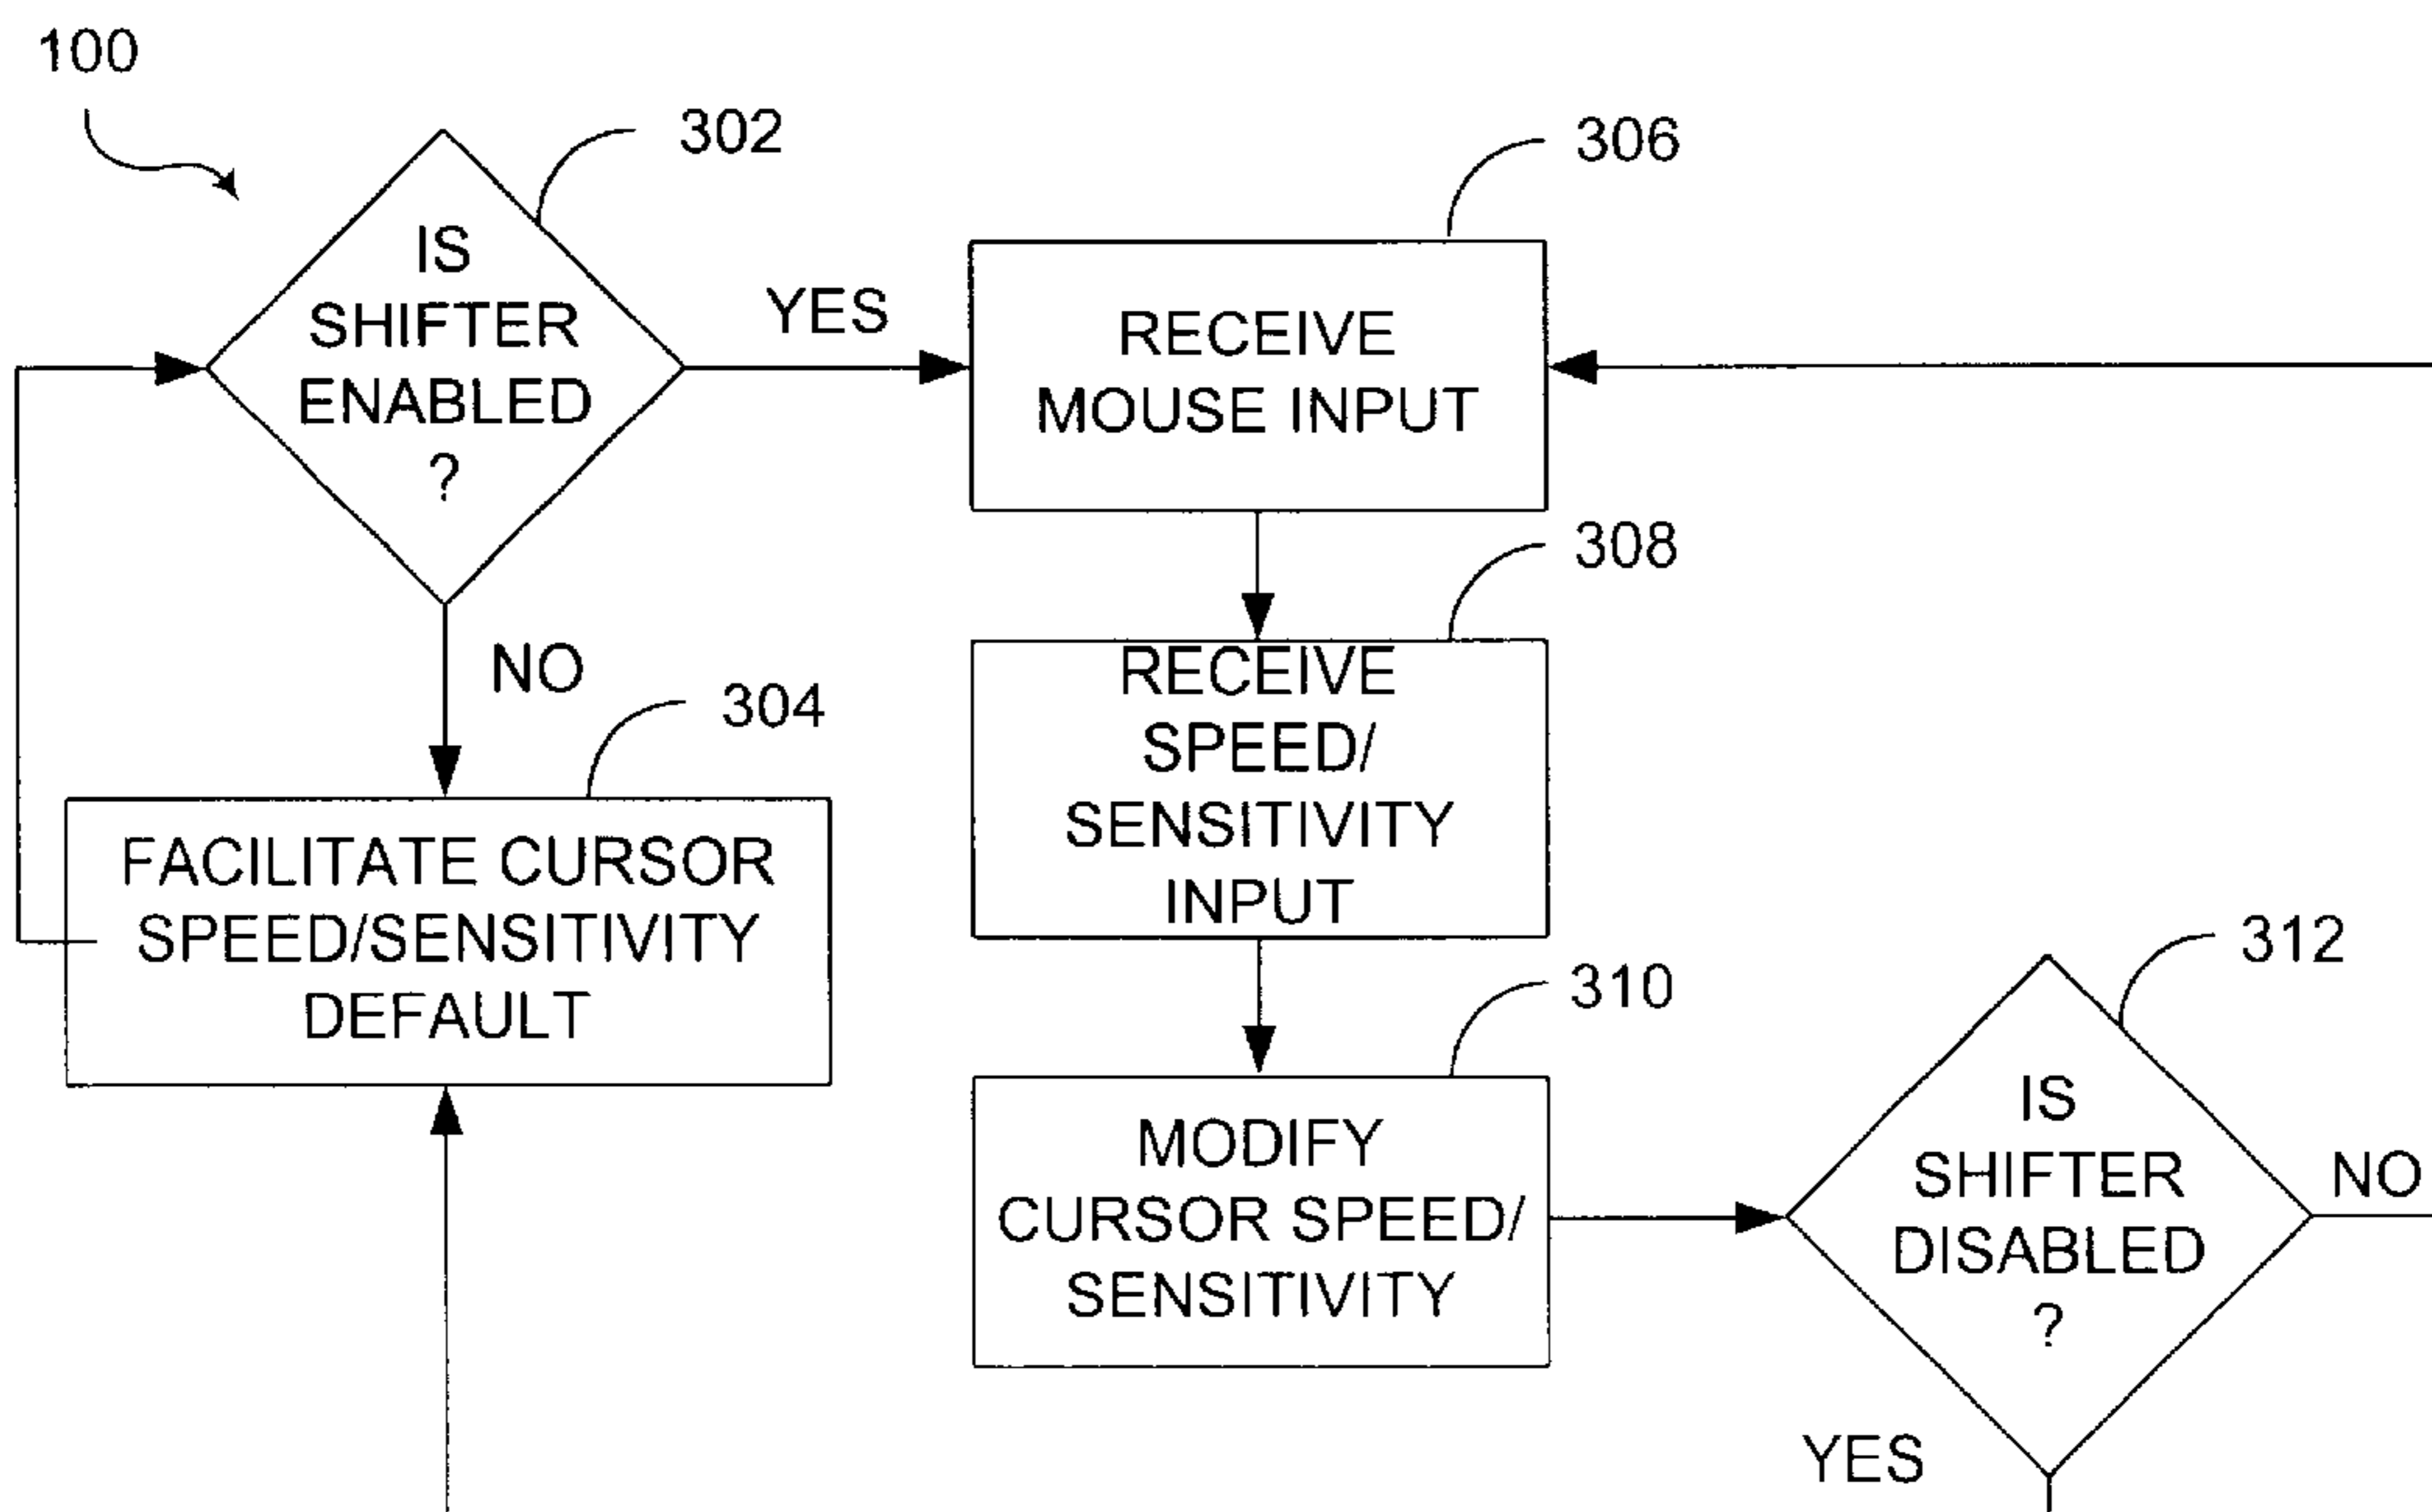 100
302
IS
SHIFTER
ENABLED
?
YES
NO
304
FACILITATE CURSOR
SPEED/SENSITIVITY
DEFAULT
306
RECEIVE
MOUSE INPUT
308
RECEIVE
SPEED/
SENSITIVITY
INPUT
310
MODIFY
CURSOR SPEED/
SENSITIVITY
312
IS
SHIFTER
DISABLED
?
NO
YES